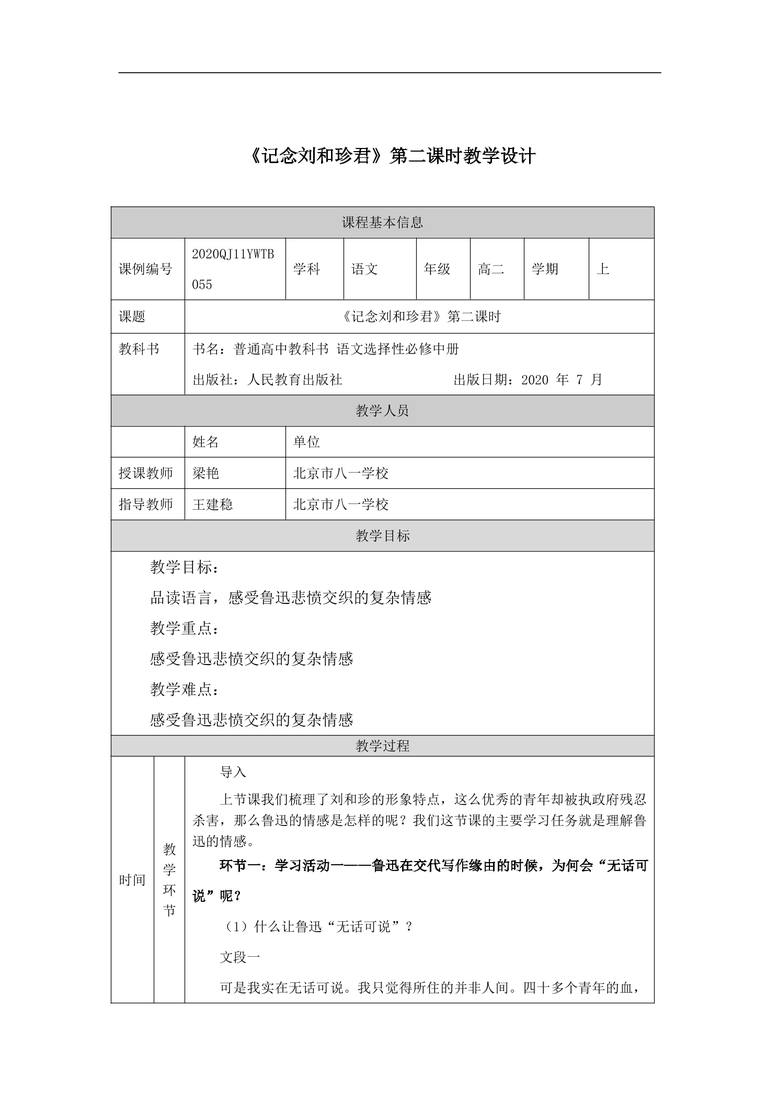 《记念刘和珍君》第二课时教学设计
课程基本信息
课例编号 2020QJ11YWTB055 学科 语文 年级 高二 学期 上
课题 《记念刘和珍君》第二课时
教科书 书名：普通高中教科书 语文选择性必修中册
出版社：人民教育出版社 出版日期：2020 年 7 月
教学人员
姓名 单位
授课教师 梁艳 北京市八一学校
指导教师 王建稳 北京市八一学校
教学目标
教学目标：
品读语言，感受鲁迅悲愤交织的复杂情感
教学重点：
感受鲁迅悲愤交织的复杂情感
教学难点：
感受鲁迅悲愤交织的复杂情感
教学过程
时间
教学环节
导入
上节课我们梳理了刘和珍的形象特点，这么优秀的青年却被执政府残忍
杀害，那么鲁迅的情感是怎样的呢？我们这节课的主要学习任务就是理解鲁
迅的情感。
环节一：学习活动一——鲁迅在交代写作缘由的时候，为何会“无话可
说”呢？
（1）什么让鲁迅“无话可说”？
文段一
可是我实在无话可说。我只觉得所住的并非人间。四十多个青年的血，